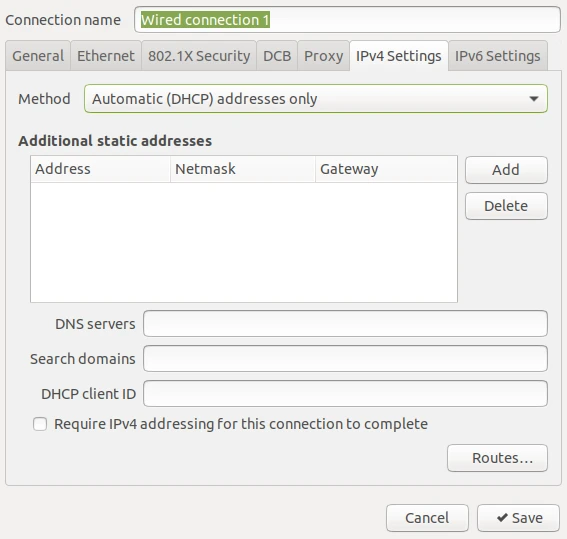 Connection name Wired connection 1
General Ethernet 802.1X Security DCB Proxy IPv4 Settings IPv6 Settings
Method Automatic (DHCP) addresses only
Additional static addresses
Address Netmask Gateway Add
Delete
DNS servers
Search domains
DHCP client ID
Require IPv4 addressing for this connection to complete
Routes...
Cancel Save